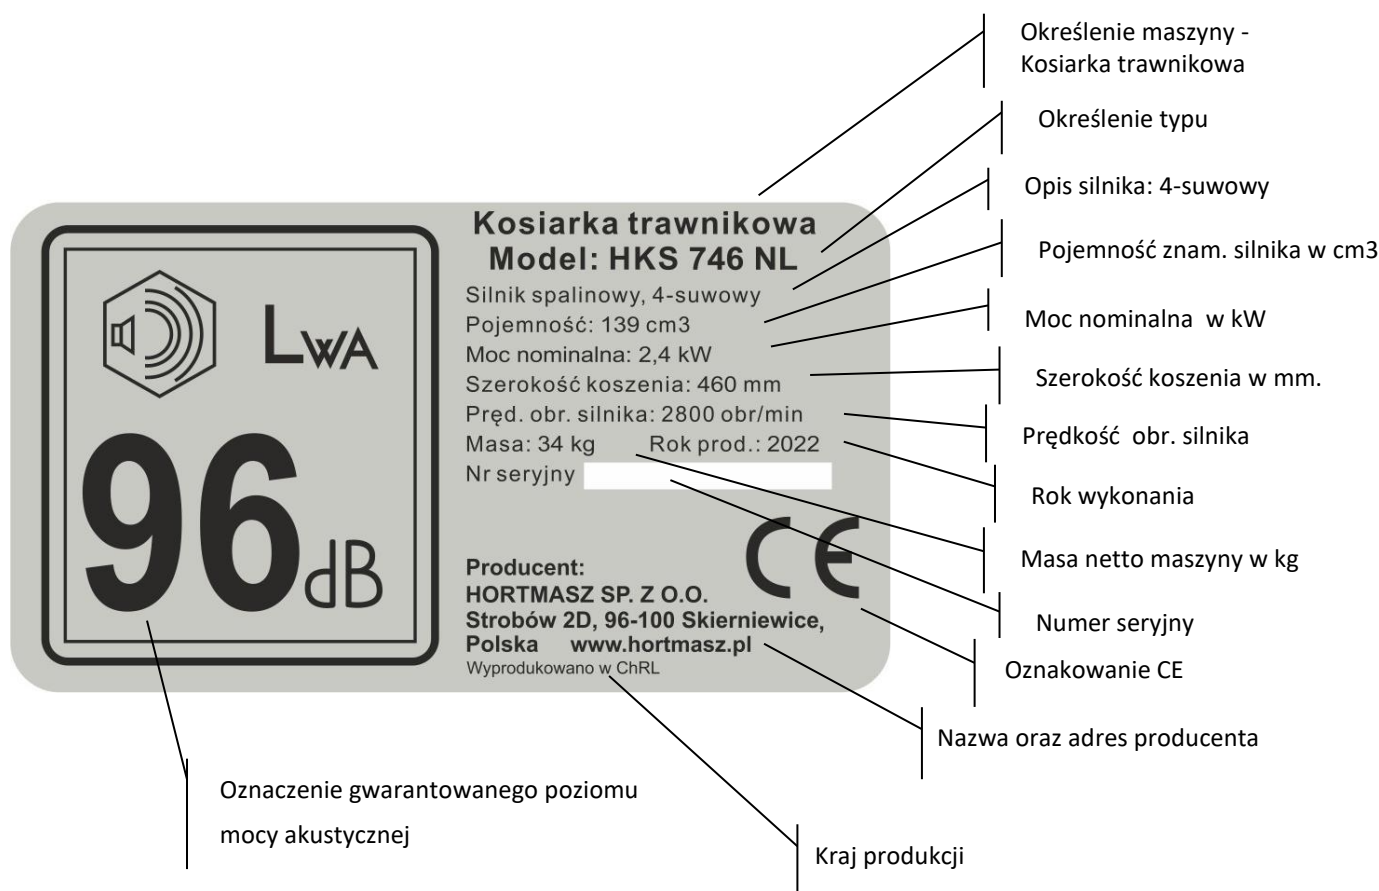 Określenie maszyny -
Kosiarka trawnikowa
Określenie typu
Opis silnika: 4-suwowy
Pojemność znam. silnika w cm3
Moc nominalna w kW
Szerokość koszenia w mm.
Prędkość obr. silnika
Rok wykonania
Masa netto maszyny w kg
Numer seryjny
Oznakowanie CE
Nazwa oraz adres producenta
Kraj produkcji
Oznaczenie gwarantowanego poziomu
mocy akustycznej
LWA
96 dB
Kosiarka trawnikowa
Model: HKS 746 NL
Silnik spalinowy, 4-suwowy
Pojemność: 139 cm3
Moc nominalna: 2,4 kW
Szerokość koszenia: 460 mm
Pręd. obr. silnika: 2800 obr/min
Masa: 34 kg Rok prod.: 2022
Nr seryjny
CE
Producent:
HORTMASZ SP. Z O.O.
Strobów 2D, 96-100 Skierniewice,
Polska www.hortmasz.pl
Wyprodukowano w ChRL